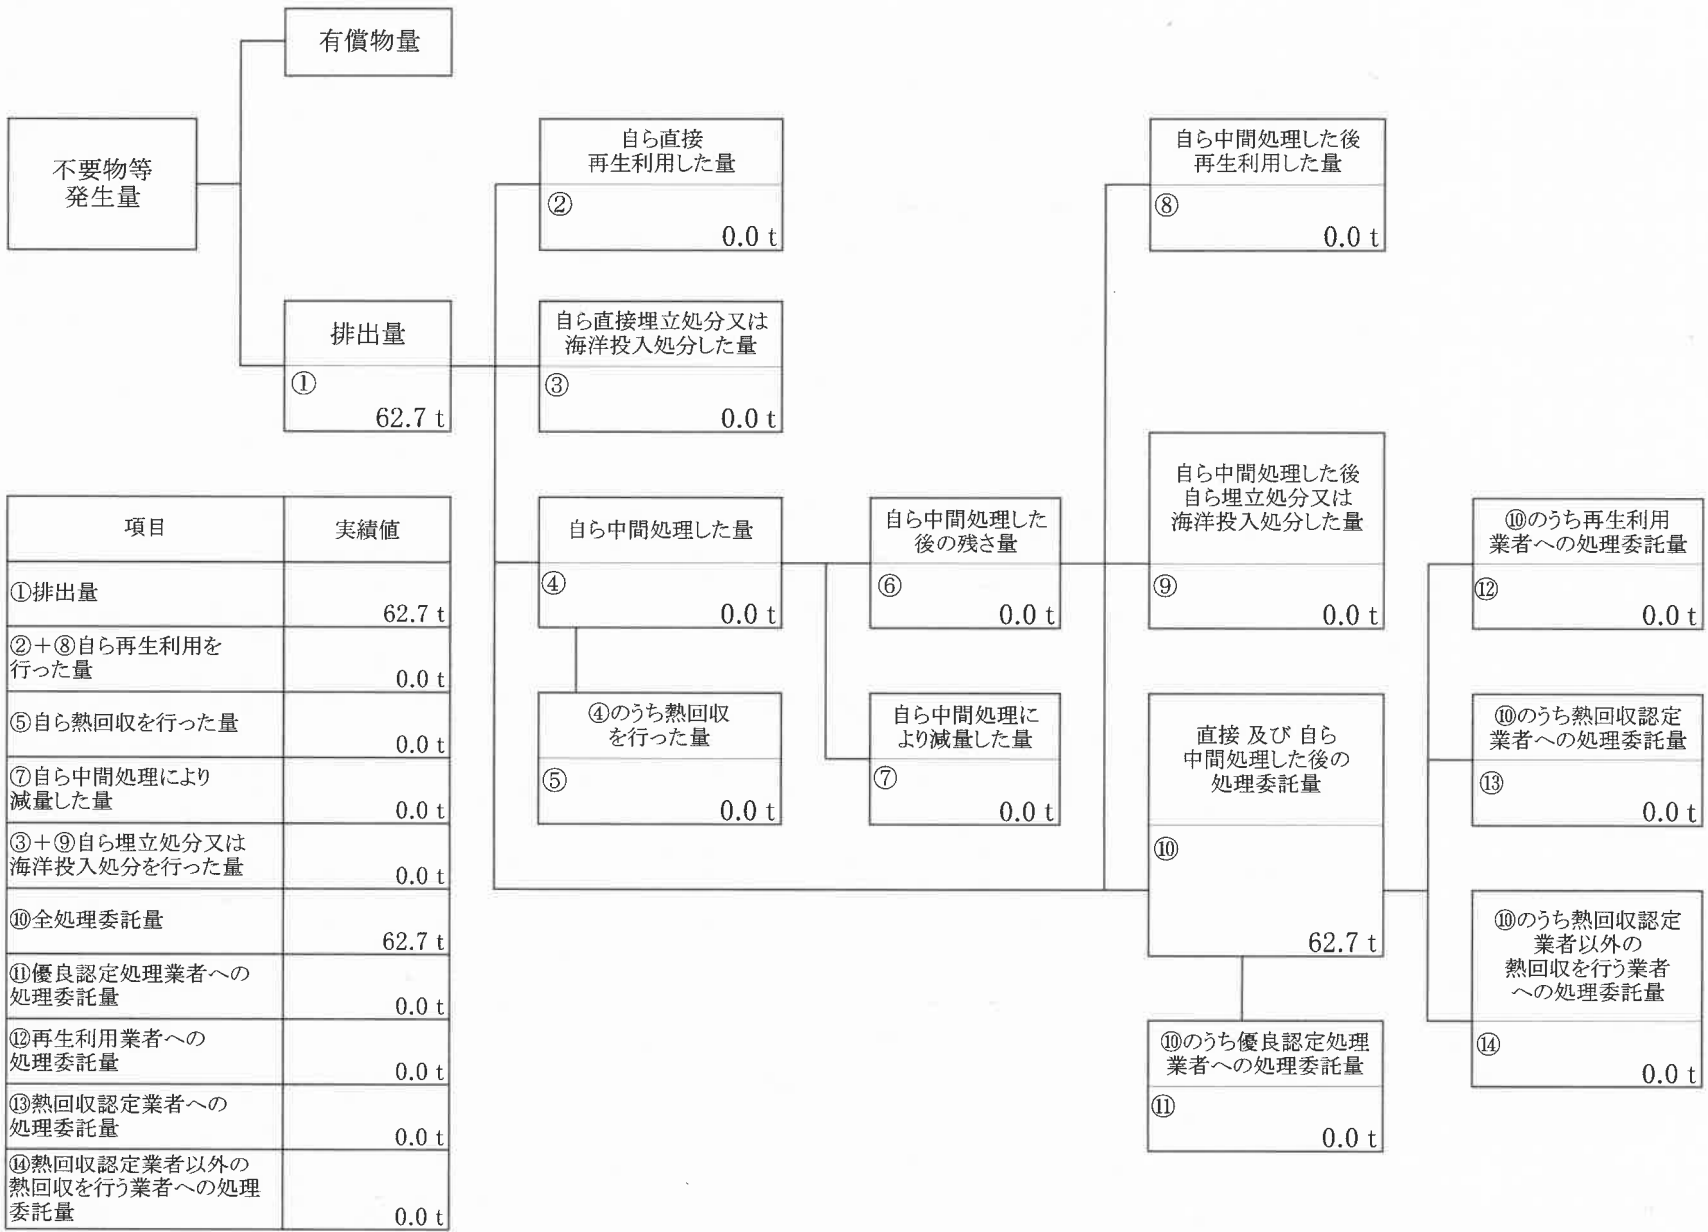 有償物量
不要物等
発生量
自ら直接
再生利用した量
②
0.0 t
自ら中間処理した後
再生利用した量
⑧
0.0 t
排出量
①
62.7 t
自ら直接埋立処分又は
海洋投入処分した量
③
0.0 t
自ら中間処理した量
④
0.0 t
自ら中間処理した
後の残さ量
⑥
0.0 t
自ら中間処理した後
自ら埋立処分又は
海洋投入処分した量
⑨
0.0 t
⑩のうち再生利用
業者への処理委託量
⑫
0.0 t
④のうち熱回収
を行った量
⑤
0.0 t
自ら中間処理に
より減量した量
⑦
0.0 t
直接 及び 自ら
中間処理した後の
処理委託量
⑩
62.7 t
⑩のうち熱回収認定
業者への処理委託量
⑬
0.0 t
⑩のうち熱回収認定
業者以外の
熱回収を行う業者
への処理委託量
⑭
0.0 t
⑩のうち優良認定処理
業者への処理委託量
⑪
0.0 t
項目 実績値
①排出量
62.7 t
②＋⑧自ら再生利用を
行った量
0.0 t
⑤自ら熱回収を行った量
0.0 t
⑦自ら中間処理により
減量した量
0.0 t
③＋⑨自ら埋立処分又は
海洋投入処分を行った量
0.0 t
⑩全処理委託量
62.7 t
⑪優良認定処理業者への
処理委託量
0.0 t
⑫再生利用業者への
処理委託量
0.0 t
⑬熱回収認定業者への
処理委託量
0.0 t
⑭熱回収認定業者以外の
熱回収を行う業者への処理
委託量
0.0 t